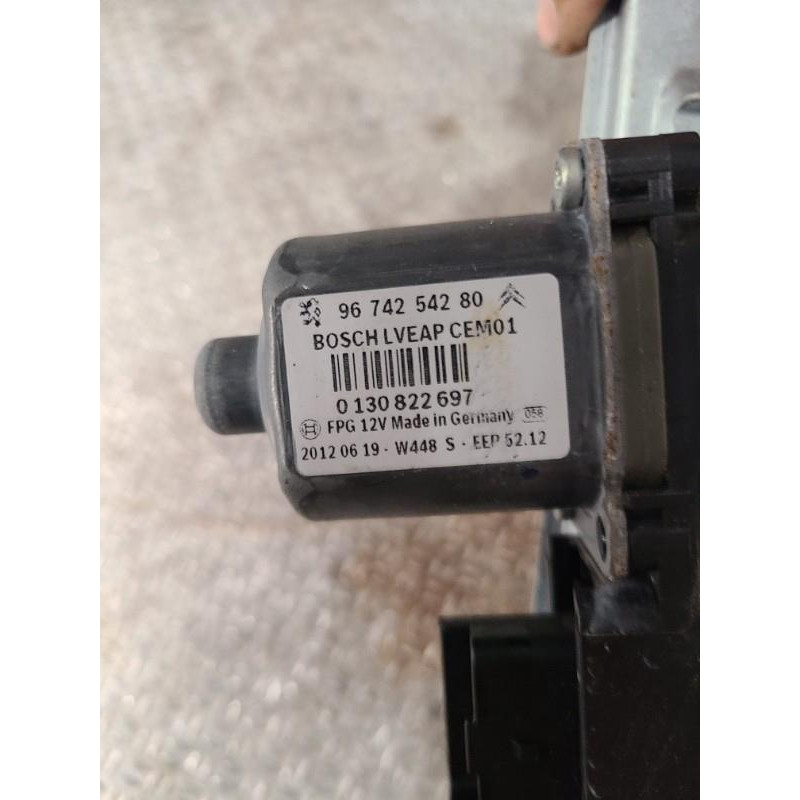 96 742 542 80
BOSCH LVEAP CEM01
0 130 822 697
FPG 12V Made in Germany 058
2012 06 19 - W448 S - EEP 52.12